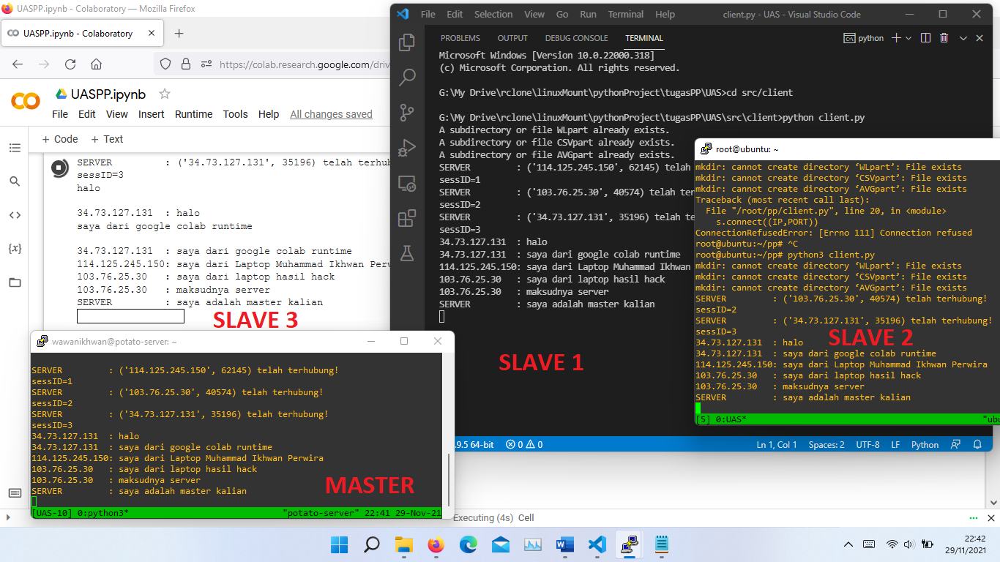 UASPP.ipynb - Colaboratory — Mozilla Firefox
UASPP.ipynb - Colaboratory
https://colab.research.google.com/driv
UASPP.ipynb
File Edit View Insert Runtime Tools Help All changes saved
+ Code + Text
SERVER : ('34.73.127.131', 35196) telah terhub
sessID=3
halo
34.73.127.131 : halo
saya dari google colab runtime
34.73.127.131 : saya dari google colab runtime
114.125.245.150: saya dari Laptop Muhammad Ikhwan Perw
103.76.25.30 : saya dari laptop hasil hack
103.76.25.30 : maksudnya server
SERVER : saya adalah master kalian
SLAVE 3
File Edit Selection View Go Run Terminal Help client.py - UAS - Visual Studio Code
PROBLEMS OUTPUT DEBUG CONSOLE TERMINAL python
Microsoft Windows [Version 10.0.22000.318]
(c) Microsoft Corporation. All rights reserved.
G:\My Drive\rclone\linuxMount\pythonProject\tugasPP\UAS>cd src/client
G:\My Drive\rclone\linuxMount\pythonProject\tugasPP\UAS\src\client>python client.py
A subdirectory or file WLpart already exists.
A subdirectory or file CSVpart already exists.
A subdirectory or file AVGpart already exists.
SERVER : ('114.125.245.150', 62145) telah
sessID=1
SERVER : ('103.76.25.30', 40574) telah ter
sessID=2
SERVER : ('34.73.127.131', 35196) telah te
sessID=3
34.73.127.131 : halo
34.73.127.131 : saya dari google colab runtime
114.125.245.150: saya dari Laptop Muhammad Ikhwan
103.76.25.30 : saya dari laptop hasil hack
103.76.25.30 : maksudnya server
SERVER : saya adalah master kalian
SLAVE 1
.9.5 64-bit 0 0 Ln 1, Col 1 Spaces: 2 UTF-8 LF Python
root@ubuntu: ~
mkdir: cannot create directory ‘WLpart’: File exists
mkdir: cannot create directory ‘CSVpart’: File exists
mkdir: cannot create directory ‘AVGpart’: File exists
Traceback (most recent call last):
File "/root/pp/client.py", line 20, in <module>
s.connect((IP,PORT))
ConnectionRefusedError: [Errno 111] Connection refused
root@ubuntu:~/pp# ^C
root@ubuntu:~/pp# python3 client.py
mkdir: cannot create directory ‘WLpart’: File exists
mkdir: cannot create directory ‘CSVpart’: File exists
mkdir: cannot create directory ‘AVGpart’: File exists
SERVER : ('103.76.25.30', 40574) telah terhubung!
sessID=2
SERVER : ('34.73.127.131', 35196) telah terhubung!
sessID=3
34.73.127.131 : halo
34.73.127.131 : saya dari google colab runtime
114.125.245.150: saya dari Laptop Muhammad Ikhwan Perwira
103.76.25.30 : saya dari laptop hasil hack
103.76.25.30 : maksudnya server
SERVER : saya adalah master kalian
SLAVE 2
[5] 0:UAS* "ubu
wawanikhwan@potato-server: ~
SERVER : ('114.125.245.150', 62145) telah terhubung!
sessID=1
SERVER : ('103.76.25.30', 40574) telah terhubung!
sessID=2
SERVER : ('34.73.127.131', 35196) telah terhubung!
sessID=3
34.73.127.131 : halo
34.73.127.131 : saya dari google colab runtime
114.125.245.150: saya dari Laptop Muhammad Ikhwan Perwira
103.76.25.30 : saya dari laptop hasil hack
103.76.25.30 : maksudnya server
SERVER : saya adalah master kalian
MASTER
[UAS-10] 0:python3* "potato-server" 22:41 29-Nov-21
Executing (4s) Cell
22:42
29/11/2021